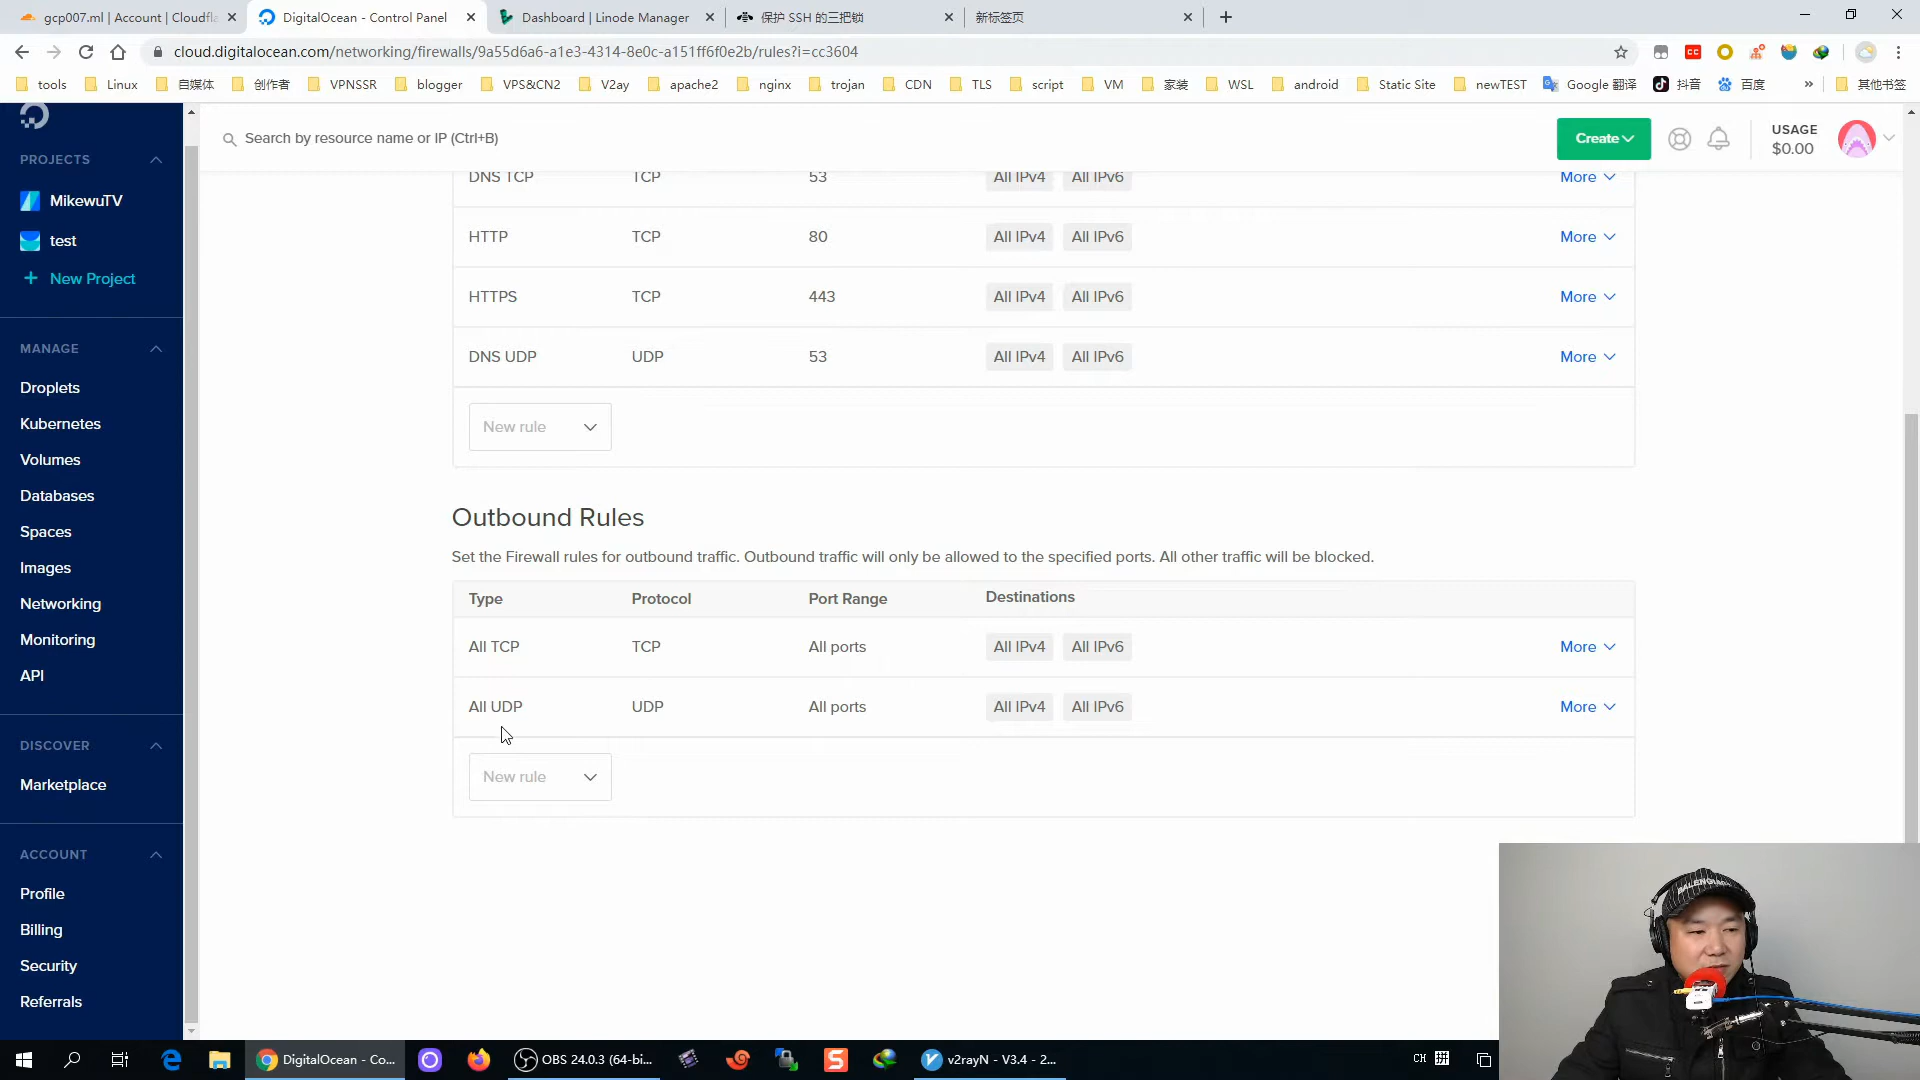 gcp007.ml | Account | Cloudfla
DigitalOcean - Control Panel
Dashboard | Linode Manager
保护 SSH 的三把锁
新标签页
cloud.digitalocean.com/networking/firewalls/9a55d6a6-a1e3-4314-8e0c-a151ff6f0e2b/rules?i=cc3604
tools
Linux
自媒体
创作者
VPNSSR
blogger
VPS&CN2
V2ay
apache2
nginx
trojan
CDN
TLS
script
VM
家装
WSL
android
Static Site
newTEST
Google 翻译
抖音
百度
»
其他书签
Search by resource name or IP (Ctrl+B)
Create
USAGE
$0.00
PROJECTS
MikewuTV
test
+ New Project
MANAGE
Droplets
Kubernetes
Volumes
Databases
Spaces
Images
Networking
Monitoring
API
DISCOVER
Marketplace
ACCOUNT
Profile
Billing
Security
Referrals
DNS TCP TCP 53 All IPv4 All IPv6 More
HTTP TCP 80 All IPv4 All IPv6 More
HTTPS TCP 443 All IPv4 All IPv6 More
DNS UDP UDP 53 All IPv4 All IPv6 More
New rule
Outbound Rules
Set the Firewall rules for outbound traffic. Outbound traffic will only be allowed to the specified ports. All other traffic will be blocked.
Type Protocol Port Range Destinations
All TCP TCP All ports All IPv4 All IPv6 More
All UDP UDP All ports All IPv4 All IPv6 More
New rule
DigitalOcean - Co...
OBS 24.0.3 (64-bi...
v2rayN - V3.4 - 2...
CH 拼